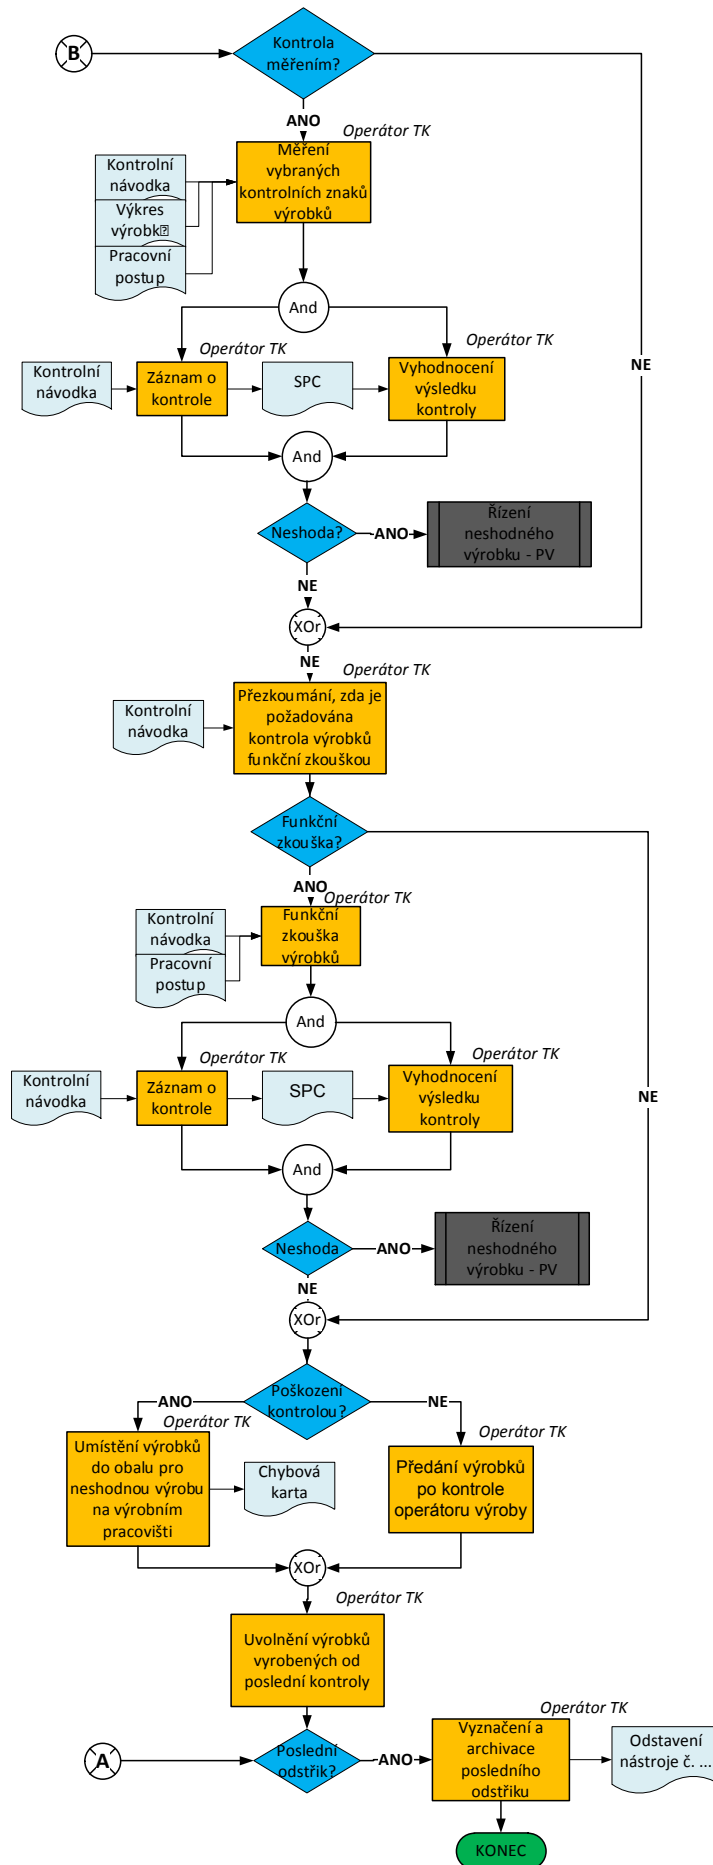 B
Kontrola
měřením?
ANO
Operátor TK
Měření
vybraných
kontrolních znaků
výrobků
Kontrolní
návodka
Výkres
výrobk
Pracovní
postup
And
Operátor TK
Operátor TK
Kontrolní
návodka
Záznam o
kontrole
SPC
Vyhodnocení
výsledku
kontroly
NE
And
Neshoda?
ANO
Řízení
neshodného
výrobku - PV
NE
XOr
NE
Operátor TK
Kontrolní
návodka
Přezkoumání, zda je
požadována
kontrola výrobků
funkční zkouškou
Funkční
zkouška?
ANO
Operátor TK
Kontrolní
návodka
Pracovní
postup
Funkční
zkouška
výrobků
And
Operátor TK
Operátor TK
Kontrolní
návodka
Záznam o
kontrole
SPC
Vyhodnocení
výsledku
kontroly
NE
And
Neshoda
ANO
Řízení
neshodného
výrobku - PV
NE
XOr
Poškození
kontrolou?
ANO
NE
Operátor TK
Operátor TK
Umístění výrobků
do obalu pro
neshodnou výrobu
na výrobním
pracovišti
Chybová
karta
Předání výrobků
po kontrole
operátoru výroby
XOr
Operátor TK
Uvolnění výrobků
vyrobených od
poslední kontroly
A
Poslední
odstřik?
ANO
Operátor TK
Vyznačení a
archivace
posledního
odstřiku
Odstavení
nástroje č. ...
KONEC